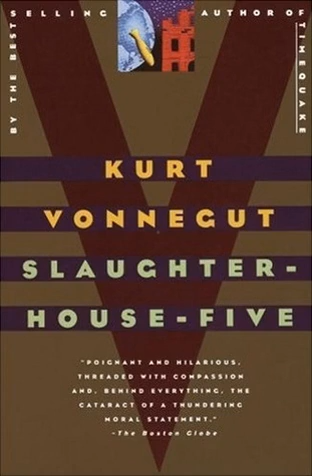 BY THE BEST
SELLING
AUTHOR OF
TIMEQUAKE
KURT
VONNEGUT
SLAUGHTER-
HOUSE-FIVE
"POIGNANT AND HILARIOUS,
THREADED WITH COMPASSION
AND, BEHIND EVERYTHING, THE
CATARACT OF A THUNDERING
MORAL STATEMENT."
—The Boston Globe